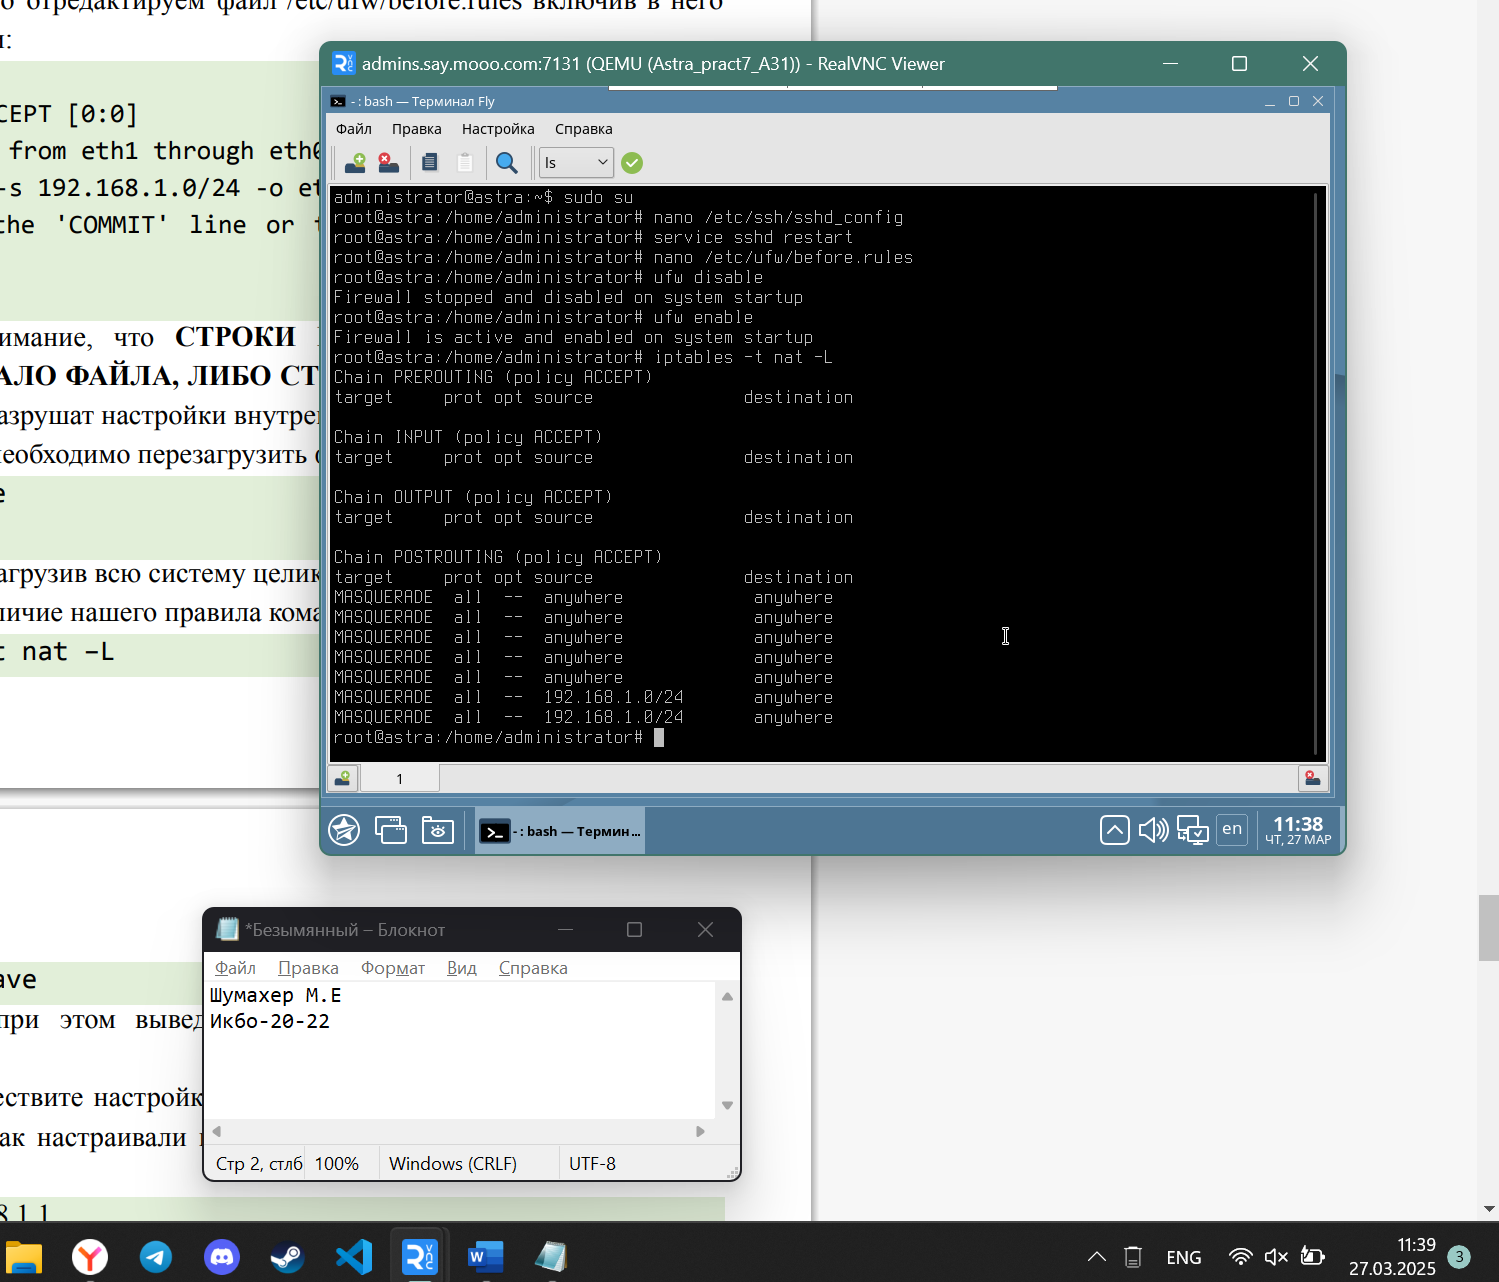 отредактируем файл /etc/ufw/before.rules включив в него
:
CEPT [0:0]
from eth1 through eth0
-s 192.168.1.0/24 -o et
the 'COMMIT' line or
имание, что СТРОКИ
АЛО ФАЙЛА, ЛИБО СТ
азрушат настройки внутре
необходимо перезагрузить
e
агрузив всю систему целик
личие нашего правила кома
t nat –L
ave
при этом вывед
ествите настройк
ак настраивали
8.1.1
admins.say.mooo.com:7131 (QEMU (Astra_pract7_A31)) - RealVNC Viewer
- : bash — Терминал Fly
Файл Правка Настройка Справка
ls
administrator@astra:~$ sudo su
root@astra:/home/administrator# nano /etc/ssh/sshd_config
root@astra:/home/administrator# service sshd restart
root@astra:/home/administrator# nano /etc/ufw/before.rules
root@astra:/home/administrator# ufw disable
Firewall stopped and disabled on system startup
root@astra:/home/administrator# ufw enable
Firewall is active and enabled on system startup
root@astra:/home/administrator# iptables -t nat -L
Chain PREROUTING (policy ACCEPT)
target prot opt source destination
Chain INPUT (policy ACCEPT)
target prot opt source destination
Chain OUTPUT (policy ACCEPT)
target prot opt source destination
Chain POSTROUTING (policy ACCEPT)
target prot opt source destination
MASQUERADE all -- anywhere anywhere
MASQUERADE all -- anywhere anywhere
MASQUERADE all -- anywhere anywhere
MASQUERADE all -- anywhere anywhere
MASQUERADE all -- anywhere anywhere
MASQUERADE all -- 192.168.1.0/24 anywhere
MASQUERADE all -- 192.168.1.0/24 anywhere
root@astra:/home/administrator#
1
- : bash — Термин...
en
11:38
ЧТ, 27 МАР
*Безымянный – Блокнот
Файл Правка Формат Вид Справка
Шумахер М.Е
Икбо-20-22
Стр 2, стлб 100% Windows (CRLF) UTF-8
ENG
11:39
27.03.2025
3